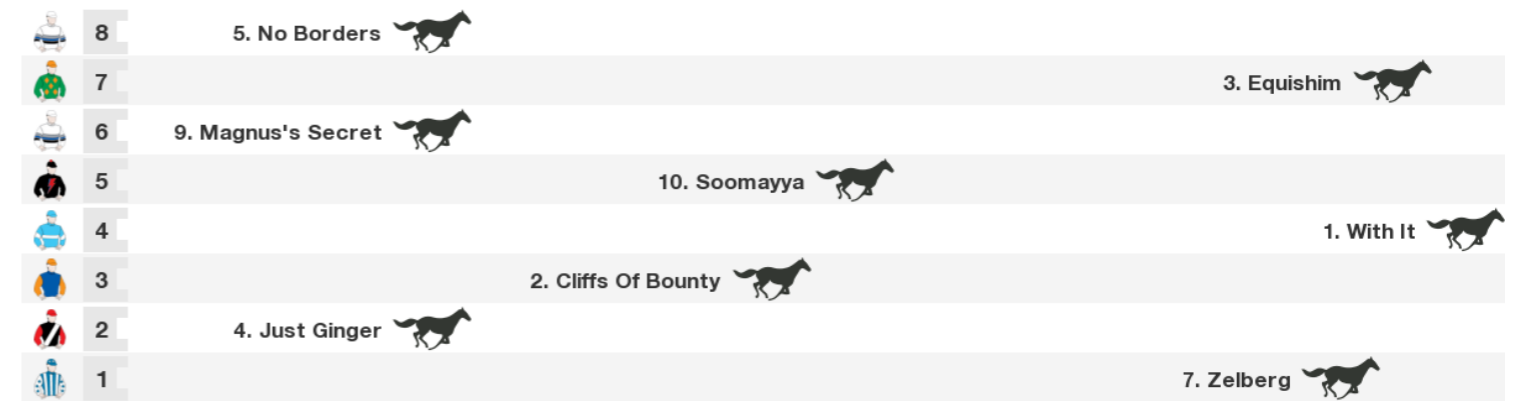 8 5. No Borders
7 3. Equishim
6 9. Magnus's Secret
5 10. Soomayya
4 1. With It
3 2. Cliffs Of Bounty
2 4. Just Ginger
1 7. Zelberg